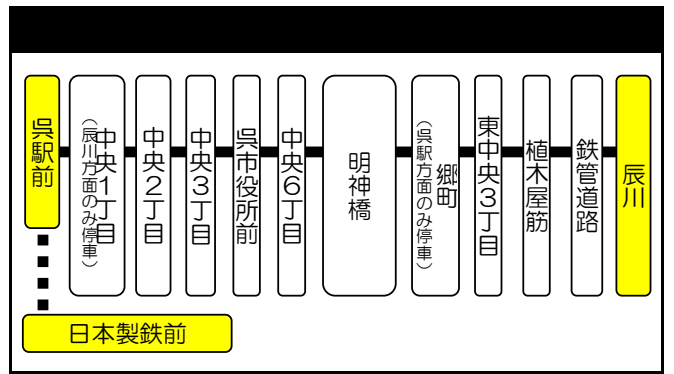 呉駅前
中央1丁目
（辰川方面のみ停車）
中央2丁目
中央3丁目
呉市役所前
中央6丁目
明神橋
郷町
（呉駅方面のみ停車）
東中央3丁目
植木屋筋
鉄管道路
辰川
日本製鉄前